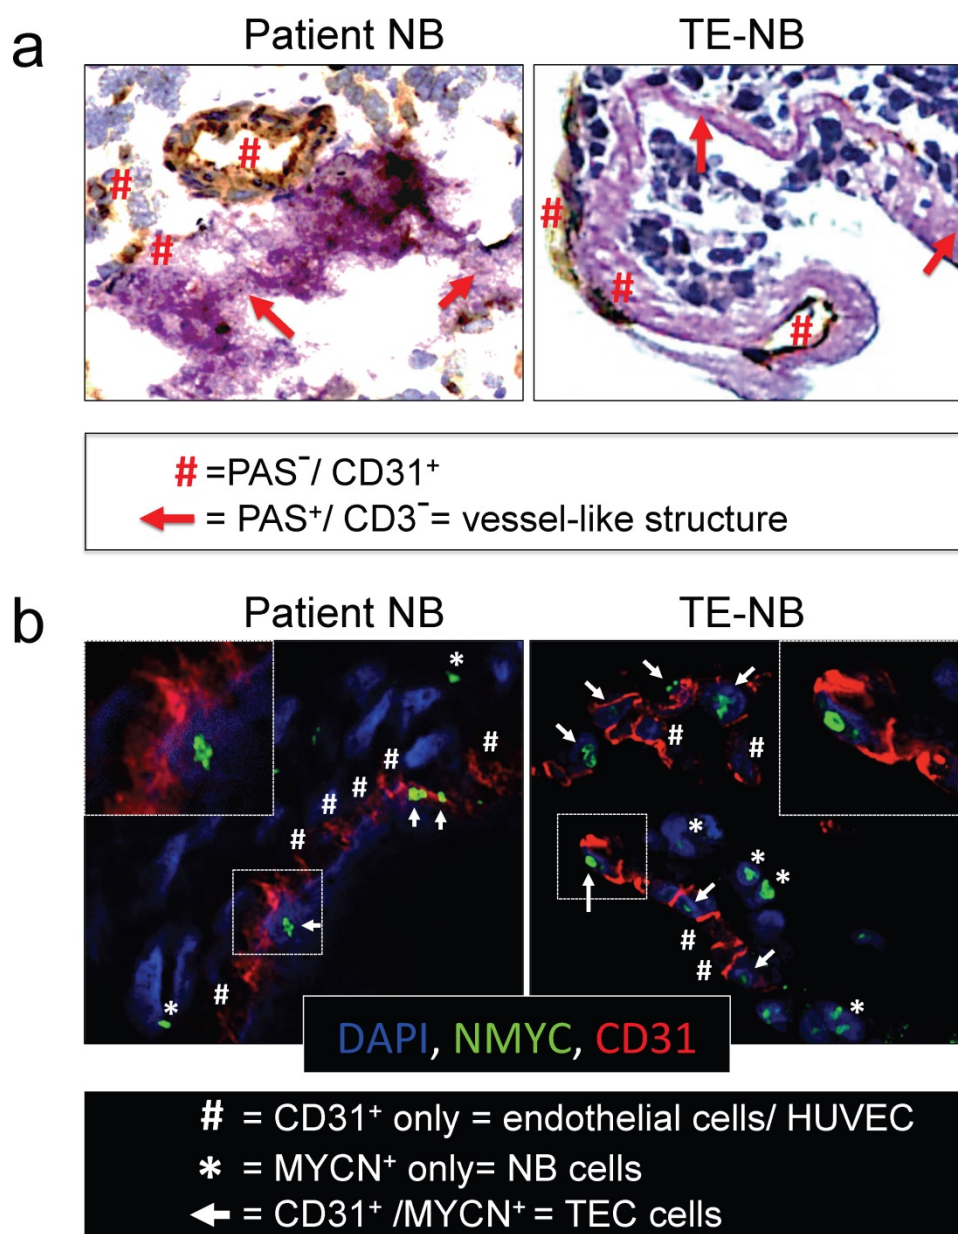 a
Patient NB
TE-NB
#
#
#
#
#
#
# =PAS⁻/ CD31⁺
= PAS⁺/ CD3⁻= vessel-like structure
b
Patient NB
TE-NB
*
#
#
#
#
#
#
*
#
#
*
*
*
#
#
*
DAPI, NMYC, CD31
# = CD31⁺ only = endothelial cells/ HUVEC
* = MYCN⁺ only= NB cells
= CD31⁺ /MYCN⁺ = TEC cells